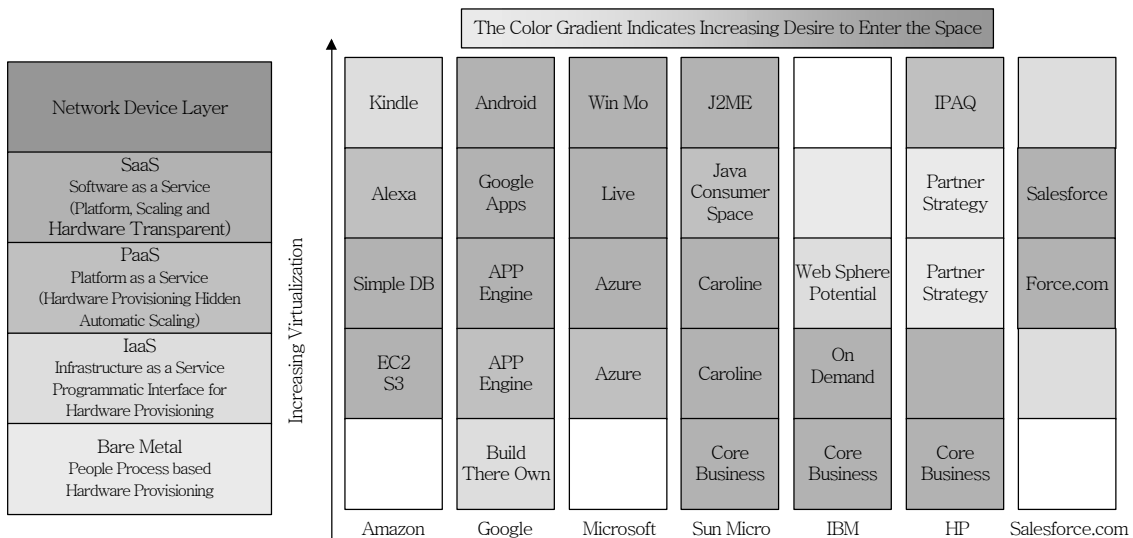 The Color Gradient Indicates Increasing Desire to Enter the Space
Network Device Layer
SaaS
Software as a Service
(Platform, Scaling and
Hardware Transparent)
PaaS
Platform as a Service
(Hardware Provisioning Hidden
Automatic Scaling)
IaaS
Infrastructure as a Service
Programmatic Interface for
Hardware Provisioning
Bare Metal
People Process based
Hardware Provisioning
Increasing Virtualization
Kindle
Android
Win Mo
J2ME
IPAQ
Alexa
Google
Apps
Live
Java
Consumer
Space
Partner
Strategy
Salesforce
Simple DB
APP
Engine
Azure
Caroline
Web Sphere
Potential
Partner
Strategy
Force.com
EC2
S3
APP
Engine
Azure
Caroline
On
Demand
Build
There Own
Core
Business
Core
Business
Core
Business
Amazon
Google
Microsoft
Sun Micro
IBM
HP
Salesforce.com